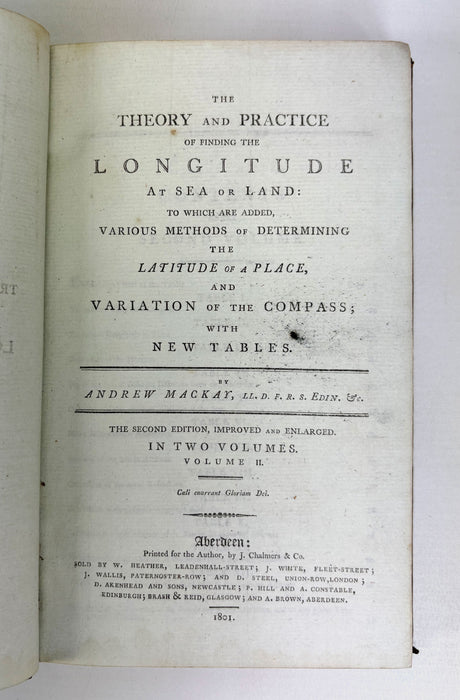 THE
THEORY AND PRACTICE
OF FINDING THE
LONGITUDE
AT SEA OR LAND:
TO WHICH ARE ADDED,
VARIOUS METHODS OF DETERMINING
THE
LATITUDE OF A PLACE,
AND
VARIATION OF THE COMPASS;
WITH
NEW TABLES.
BY
ANDREW MACKAY, LL. D. F. R. S. EDIN. &c.
THE SECOND EDITION, IMPROVED AND ENLARGED.
IN TWO VOLUMES.
VOLUME II.
Cæli enarrant Gloriam Dei.
Aberdeen:
Printed for the Author, by J. Chalmers & Co.
SOLD BY W. HEATHER, LEADENHALL-STREET; J. WHITE, FLEET-STREET;
J. WALLIS, PATERNOSTER-ROW; AND D. STEEL, UNION-ROW, LONDON;
D. AKENHEAD AND SONS, NEWCASTLE; P. HILL AND A. CONSTABLE,
EDINBURGH; BRASH & REID, GLASGOW; AND A. BROWN, ABERDEEN.
1801.